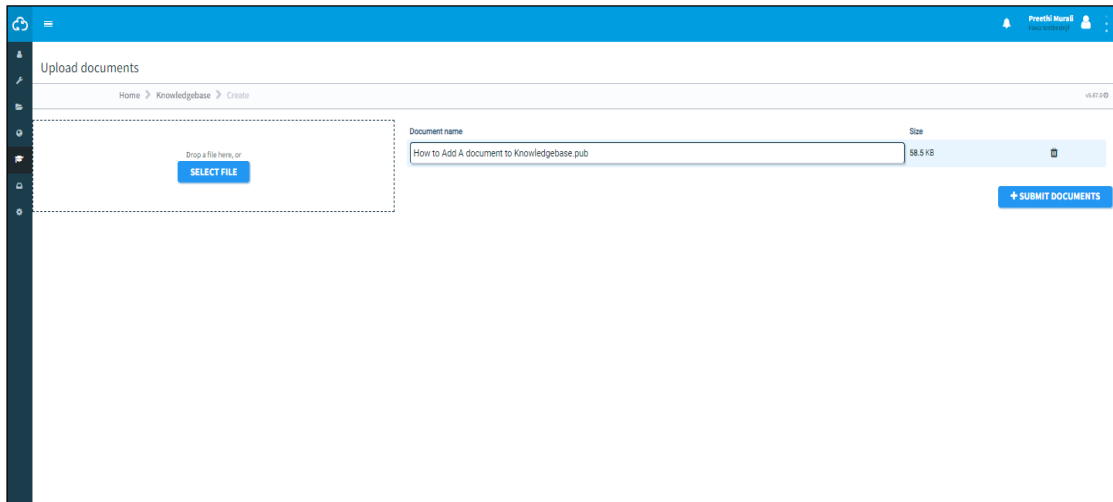 Preethi Murali
Upload documents
Home > Knowledgebase > Create
Document name
Size
Drop a file here, or
SELECT FILE
How to Add A document to Knowledgebase.pub
58.5 KB
+ SUBMIT DOCUMENTS